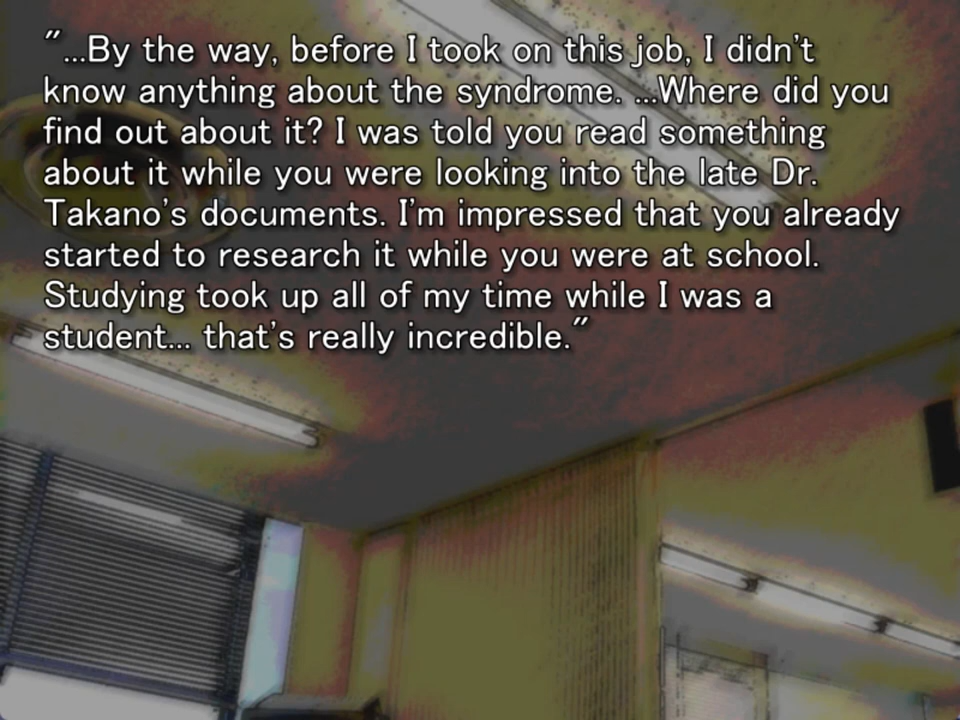 "...By the way, before I took on this job, I didn't
know anything about the syndrome. ...Where did you
find out about it? I was told you read something
about it while you were looking into the late Dr.
Takano's documents. I'm impressed that you already
started to research it while you were at school.
Studying took up all of my time while I was a
student... that's really incredible."